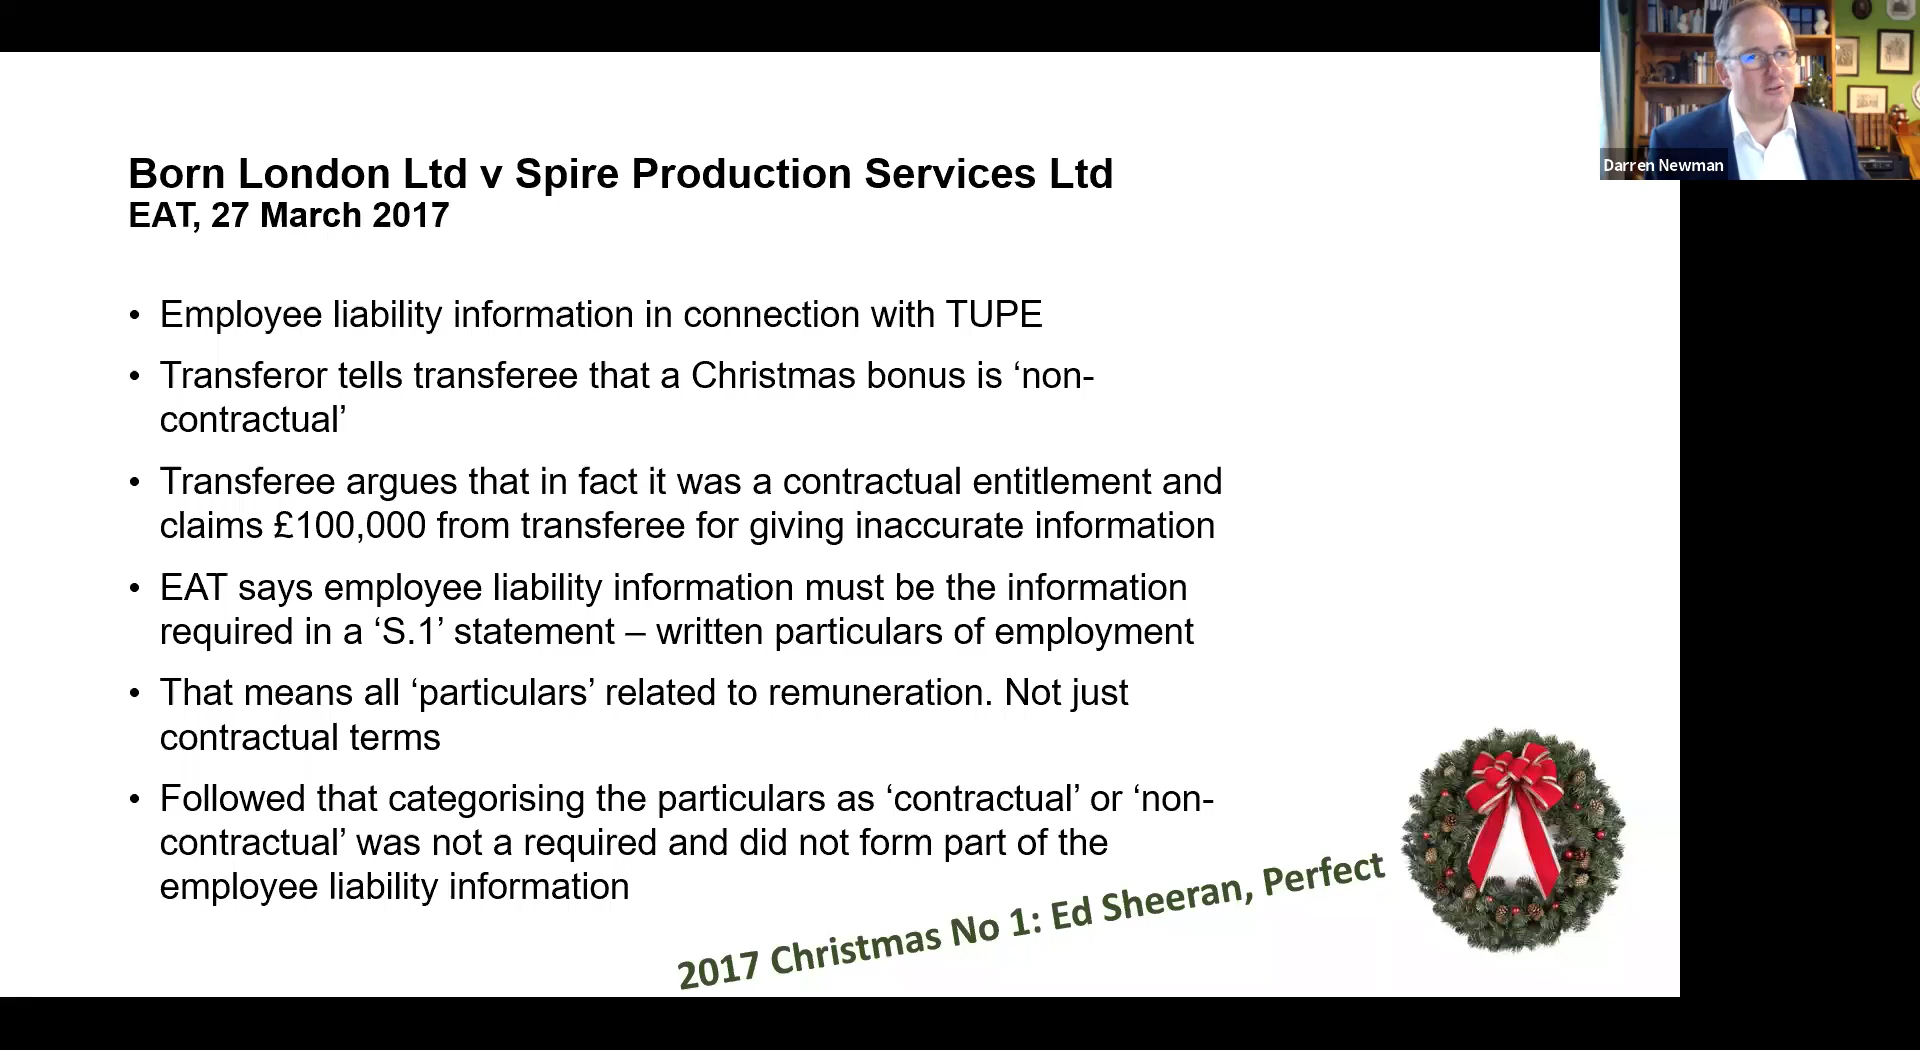 Born London Ltd v Spire Production Services Ltd
EAT, 27 March 2017
• Employee liability information in connection with TUPE
• Transferor tells transferee that a Christmas bonus is ‘non-
contractual’
• Transferee argues that in fact it was a contractual entitlement and
claims £100,000 from transferee for giving inaccurate information
• EAT says employee liability information must be the information
required in a ‘S.1’ statement – written particulars of employment
• That means all ‘particulars’ related to remuneration. Not just
contractual terms
• Followed that categorising the particulars as ‘contractual’ or ‘non-
contractual’ was not a required and did not form part of the
employee liability information
2017 Christmas No 1: Ed Sheeran, Perfect
Darren Newman